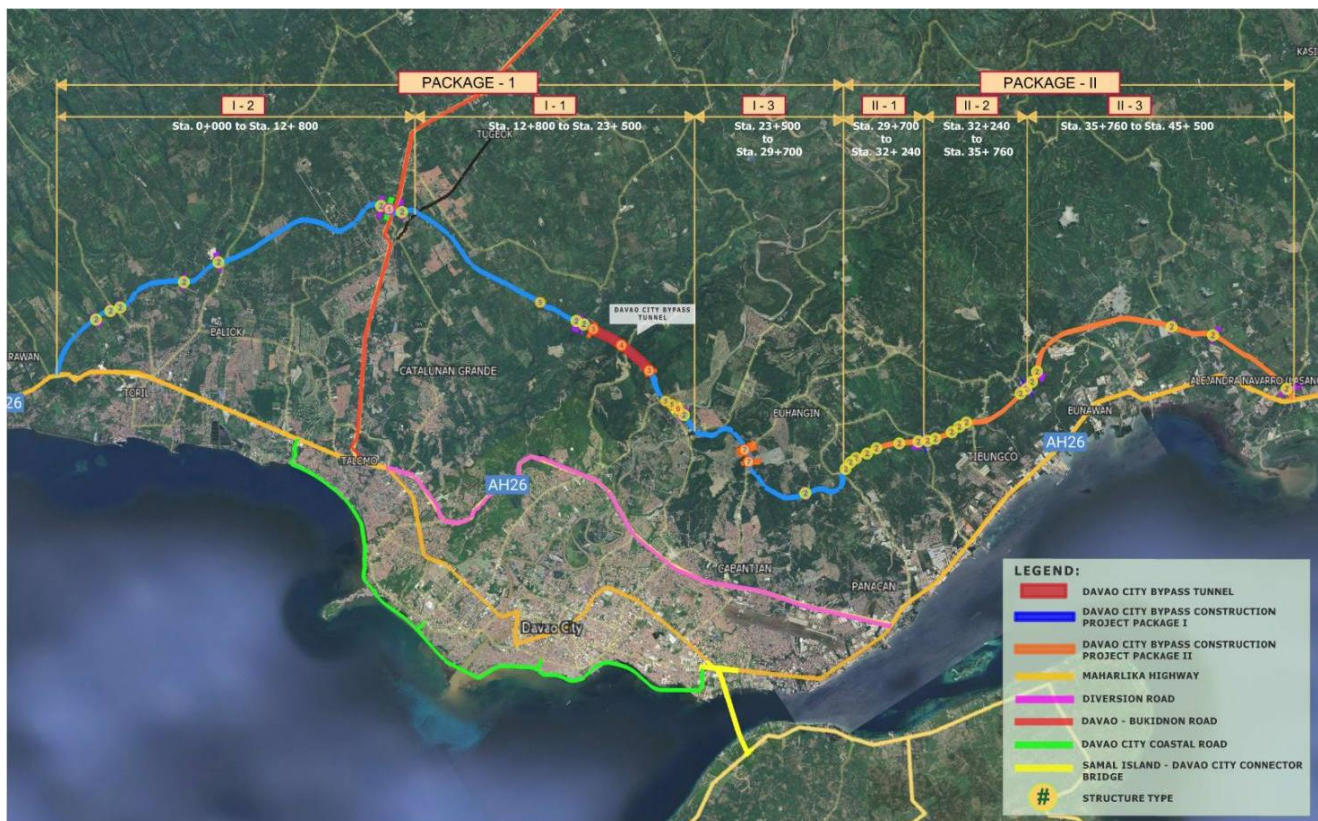 PACKAGE - 1
PACKAGE - II
I - 2
I - 1
I - 3
II - 1
II - 2
II - 3
Sta. 0+000 to Sta. 12+ 800
Sta. 12+800 to Sta. 23+ 500
Sta. 23+500
to
Sta. 29+700
Sta. 29+700
to
Sta. 32+ 240
Sta. 32+240
to
Sta. 35+ 760
Sta. 35+760 to Sta. 45+ 500
TUGBOK
DAVAO CITY BYPASS
TUNNEL
BALICK
RAWAN
TORIL
26
CATALUNAN GRANDE
TALOMO
AH26
BUHANGIN
TIBUNGCO
BUNAWAN
AH26
ALEJANDRA NAVARRO (LASANG
CABANTIAN
PANACAN
Davao City
LEGEND:
DAVAO CITY BYPASS TUNNEL
DAVAO CITY BYPASS CONSTRUCTION
PROJECT PACKAGE I
DAVAO CITY BYPASS CONSTRUCTION
PROJECT PACKAGE II
MAHARLIKA HIGHWAY
DIVERSION ROAD
DAVAO - BUKIDNON ROAD
DAVAO CITY COASTAL ROAD
SAMAL ISLAND - DAVAO CITY CONNECTOR
BRIDGE
# STRUCTURE TYPE